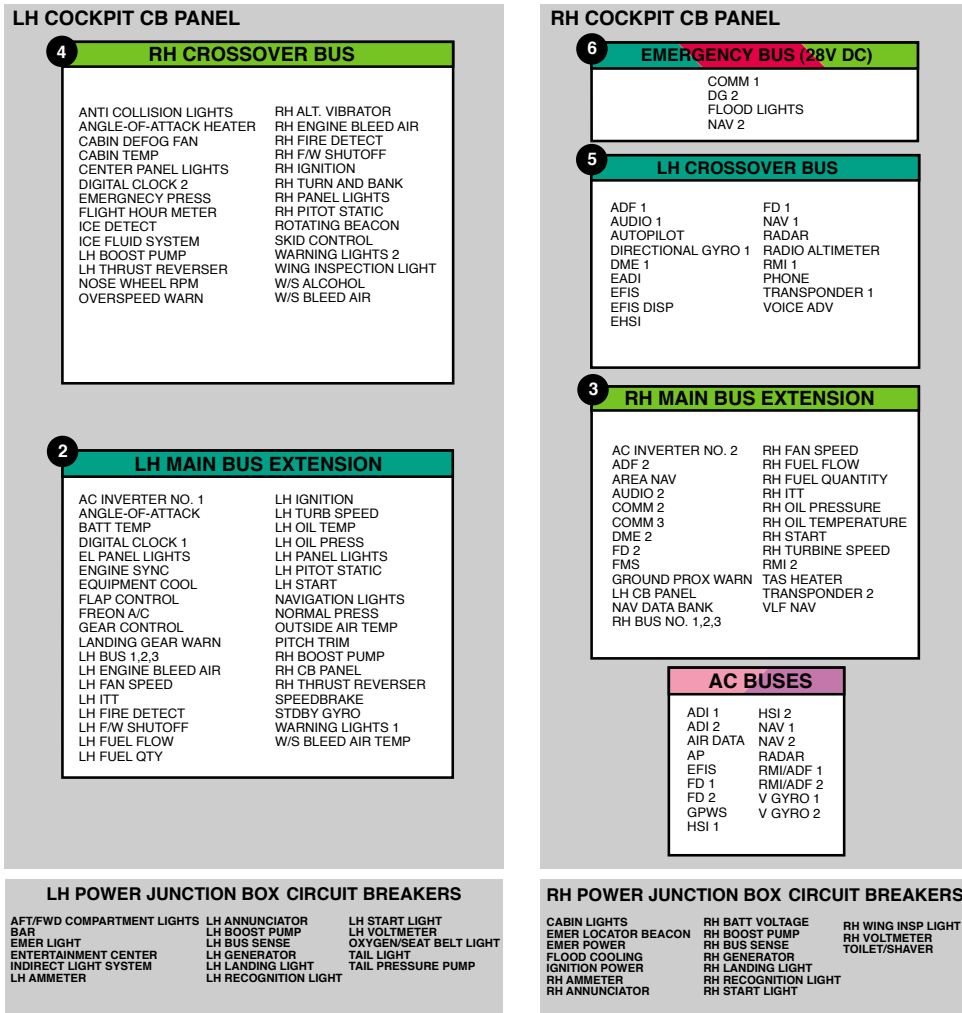 LH COCKPIT CB PANEL
4
RH CROSSOVER BUS
ANTI COLLISION LIGHTS
ANGLE-OF-ATTACK HEATER
CABIN DEFOG FAN
CABIN TEMP
CENTER PANEL LIGHTS
DIGITAL CLOCK 2
EMERGNECY PRESS
FLIGHT HOUR METER
ICE DETECT
ICE FLUID SYSTEM
LH BOOST PUMP
LH THRUST REVERSER
NOSE WHEEL RPM
OVERSPEED WARN
RH ALT. VIBRATOR
RH ENGINE BLEED AIR
RH FIRE DETECT
RH F/W SHUTOFF
RH IGNITION
RH TURN AND BANK
RH PANEL LIGHTS
RH PITOT STATIC
ROTATING BEACON
SKID CONTROL
WARNING LIGHTS 2
WING INSPECTION LIGHT
W/S ALCOHOL
W/S BLEED AIR
2
LH MAIN BUS EXTENSION
AC INVERTER NO. 1
ANGLE-OF-ATTACK
BATT TEMP
DIGITAL CLOCK 1
EL PANEL LIGHTS
ENGINE SYNC
EQUIPMENT COOL
FLAP CONTROL
FREON A/C
GEAR CONTROL
LANDING GEAR WARN
LH BUS 1,2,3
LH ENGINE BLEED AIR
LH FAN SPEED
LH ITT
LH FIRE DETECT
LH F/W SHUTOFF
LH FUEL FLOW
LH FUEL QTY
LH IGNITION
LH TURB SPEED
LH OIL TEMP
LH OIL PRESS
LH PANEL LIGHTS
LH PITOT STATIC
LH START
NAVIGATION LIGHTS
NORMAL PRESS
OUTSIDE AIR TEMP
PITCH TRIM
RH BOOST PUMP
RH CB PANEL
RH THRUST REVERSER
SPEEDBRAKE
STDBY GYRO
WARNING LIGHTS 1
W/S BLEED AIR TEMP
RH COCKPIT CB PANEL
6
EMERGENCY BUS (28V DC)
COMM 1
DG 2
FLOOD LIGHTS
NAV 2
5
LH CROSSOVER BUS
ADF 1
AUDIO 1
AUTOPILOT
DIRECTIONAL GYRO 1
DME 1
EADI
EFIS
EFIS DISP
EHSI
FD 1
NAV 1
RADAR
RADIO ALTIMETER
RMI 1
PHONE
TRANSPONDER 1
VOICE ADV
3
RH MAIN BUS EXTENSION
AC INVERTER NO. 2
ADF 2
AREA NAV
AUDIO 2
COMM 2
COMM 3
DME 2
FD 2
FMS
GROUND PROX WARN
LH CB PANEL
NAV DATA BANK
RH BUS NO. 1,2,3
RH FAN SPEED
RH FUEL FLOW
RH FUEL QUANTITY
RH ITT
RH OIL PRESSURE
RH OIL TEMPERATURE
RH START
RH TURBINE SPEED
RMI 2
TAS HEATER
TRANSPONDER 2
VLF NAV
AC BUSES
ADI 1
ADI 2
AIR DATA
AP
EFIS
FD 1
FD 2
GPWS
HSI 1
HSI 2
NAV 1
NAV 2
RADAR
RMI/ADF 1
RMI/ADF 2
V GYRO 1
V GYRO 2
LH POWER JUNCTION BOX CIRCUIT BREAKERS
AFT/FWD COMPARTMENT LIGHTS
BAR
EMER LIGHT
ENTERTAINMENT CENTER
INDIRECT LIGHT SYSTEM
LH AMMETER
LH ANNUNCIATOR
LH BOOST PUMP
LH BUS SENSE
LH GENERATOR
LH LANDING LIGHT
LH RECOGNITION LIGHT
LH START LIGHT
LH VOLTMETER
OXYGEN/SEAT BELT LIGHT
TAIL LIGHT
TAIL PRESSURE PUMP
RH POWER JUNCTION BOX CIRCUIT BREAKERS
CABIN LIGHTS
EMER LOCATOR BEACON
EMER POWER
FLOOD COOLING
IGNITION POWER
RH AMMETER
RH ANNUNCIATOR
RH BATT VOLTAGE
RH BOOST PUMP
RH BUS SENSE
RH GENERATOR
RH LANDING LIGHT
RH RECOGNITION LIGHT
RH START LIGHT
RH WING INSP LIGHT
RH VOLTMETER
TOILET/SHAVER